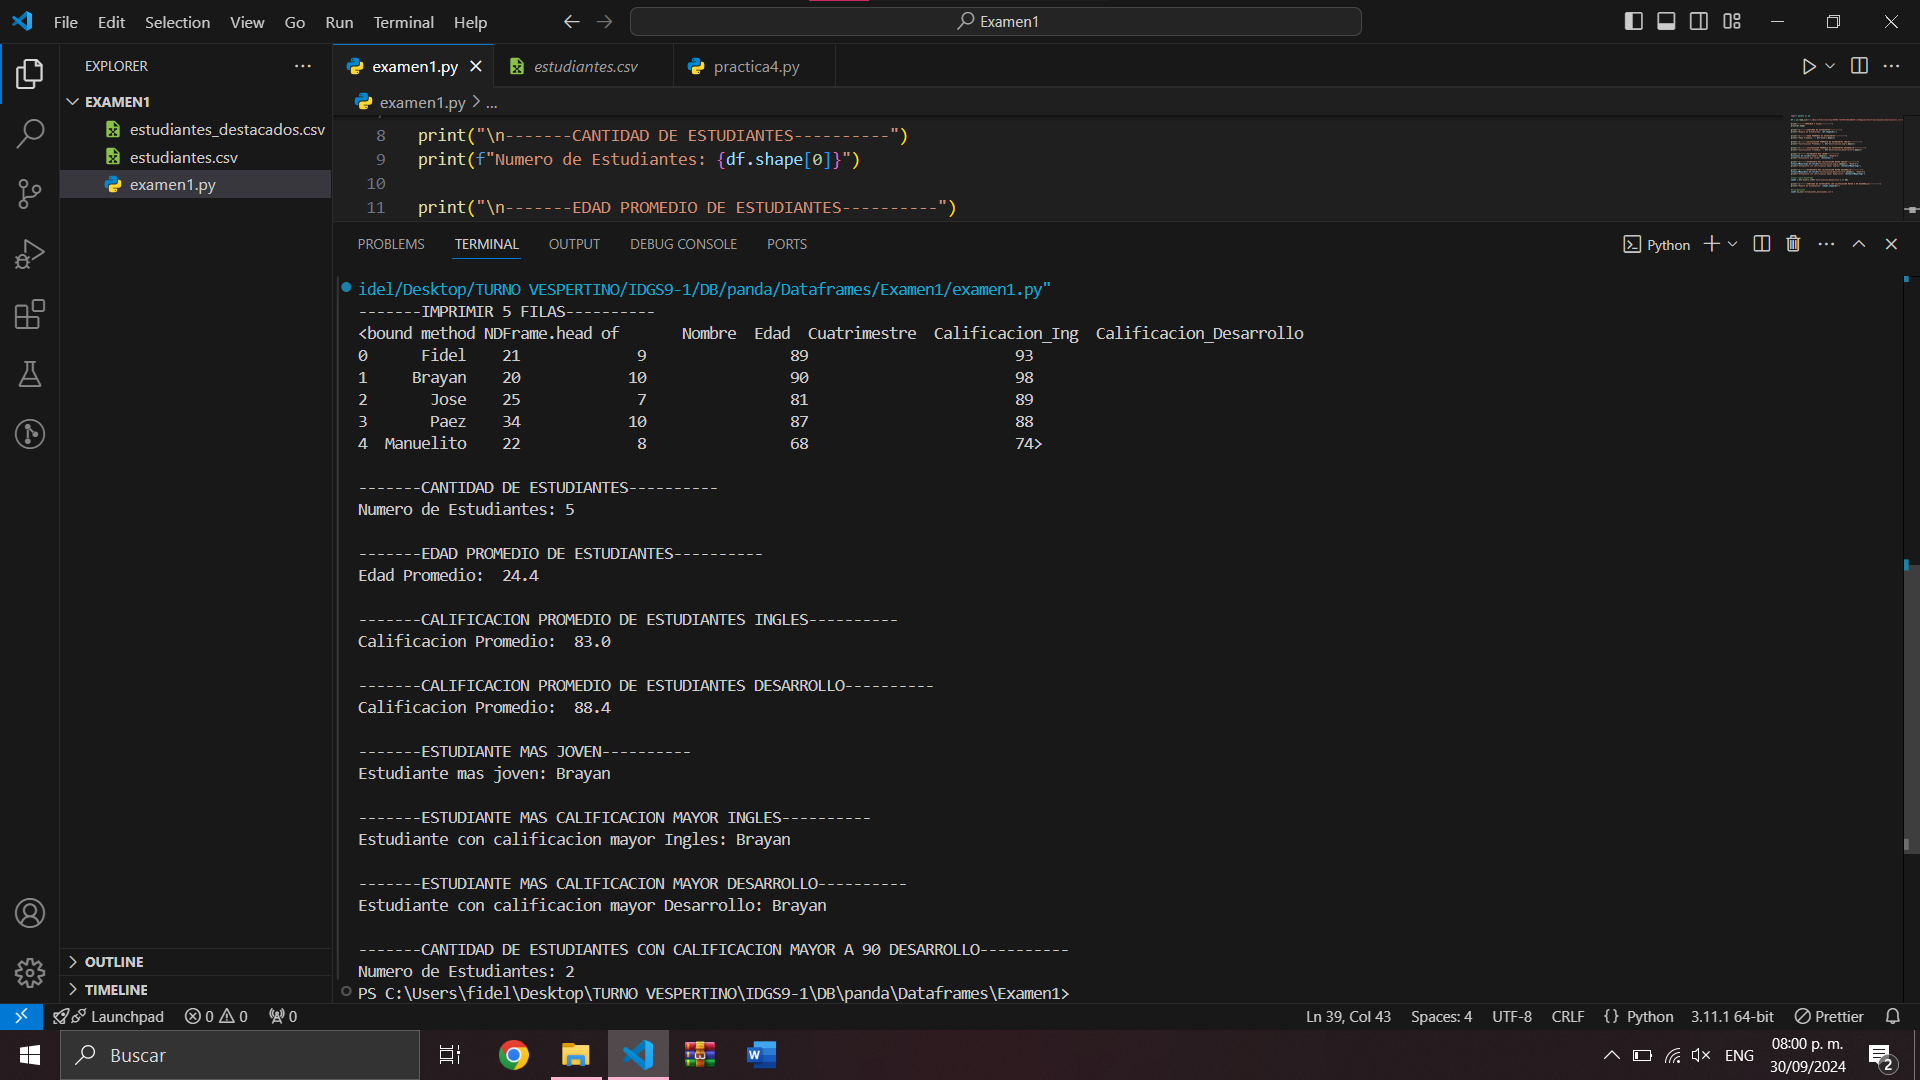 File Edit Selection View Go Run Terminal Help
Examen1
EXPLORER
EXAMEN1
estudiantes_destacados.csv
estudiantes.csv
examen1.py
OUTLINE
TIMELINE
examen1.py estudiantes.csv practica4.py
examen1.py > ...
8 print("\n-------CANTIDAD DE ESTUDIANTES----------")
9 print(f"Numero de Estudiantes: {df.shape[0]}")
10
11 print("\n-------EDAD PROMEDIO DE ESTUDIANTES----------")
PROBLEMS TERMINAL OUTPUT DEBUG CONSOLE PORTS
Python
idel/Desktop/TURNO VESPERTINO/IDGS9-1/DB/panda/Dataframes/Examen1/examen1.py"
-------IMPRIMIR 5 FILAS----------
<bound method NDFrame.head of       Nombre  Edad  Cuatrimestre  Calificacion_Ing  Calificacion_Desarrollo
0      Fidel    21             9                89                       93
1     Brayan    20            10                90                       98
2       Jose    25             7                81                       89
3       Paez    34            10                87                       88
4  Manuelito    22             8                68                       74>
-------CANTIDAD DE ESTUDIANTES----------
Numero de Estudiantes: 5
-------EDAD PROMEDIO DE ESTUDIANTES----------
Edad Promedio:  24.4
-------CALIFICACION PROMEDIO DE ESTUDIANTES INGLES----------
Calificacion Promedio:  83.0
-------CALIFICACION PROMEDIO DE ESTUDIANTES DESARROLLO----------
Calificacion Promedio:  88.4
-------ESTUDIANTE MAS JOVEN----------
Estudiante mas joven: Brayan
-------ESTUDIANTE MAS CALIFICACION MAYOR INGLES----------
Estudiante con calificacion mayor Ingles: Brayan
-------ESTUDIANTE MAS CALIFICACION MAYOR DESARROLLO----------
Estudiante con calificacion mayor Desarrollo: Brayan
-------CANTIDAD DE ESTUDIANTES CON CALIFICACION MAYOR A 90 DESARROLLO----------
Numero de Estudiantes: 2
PS C:\Users\fidel\Desktop\TURNO VESPERTINO\IDGS9-1\DB\panda\Dataframes\Examen1>
Launchpad 0 0 0 Ln 39, Col 43 Spaces: 4 UTF-8 CRLF {} Python 3.11.1 64-bit Prettier
Buscar
ENG
08:00 p. m.
30/09/2024
2